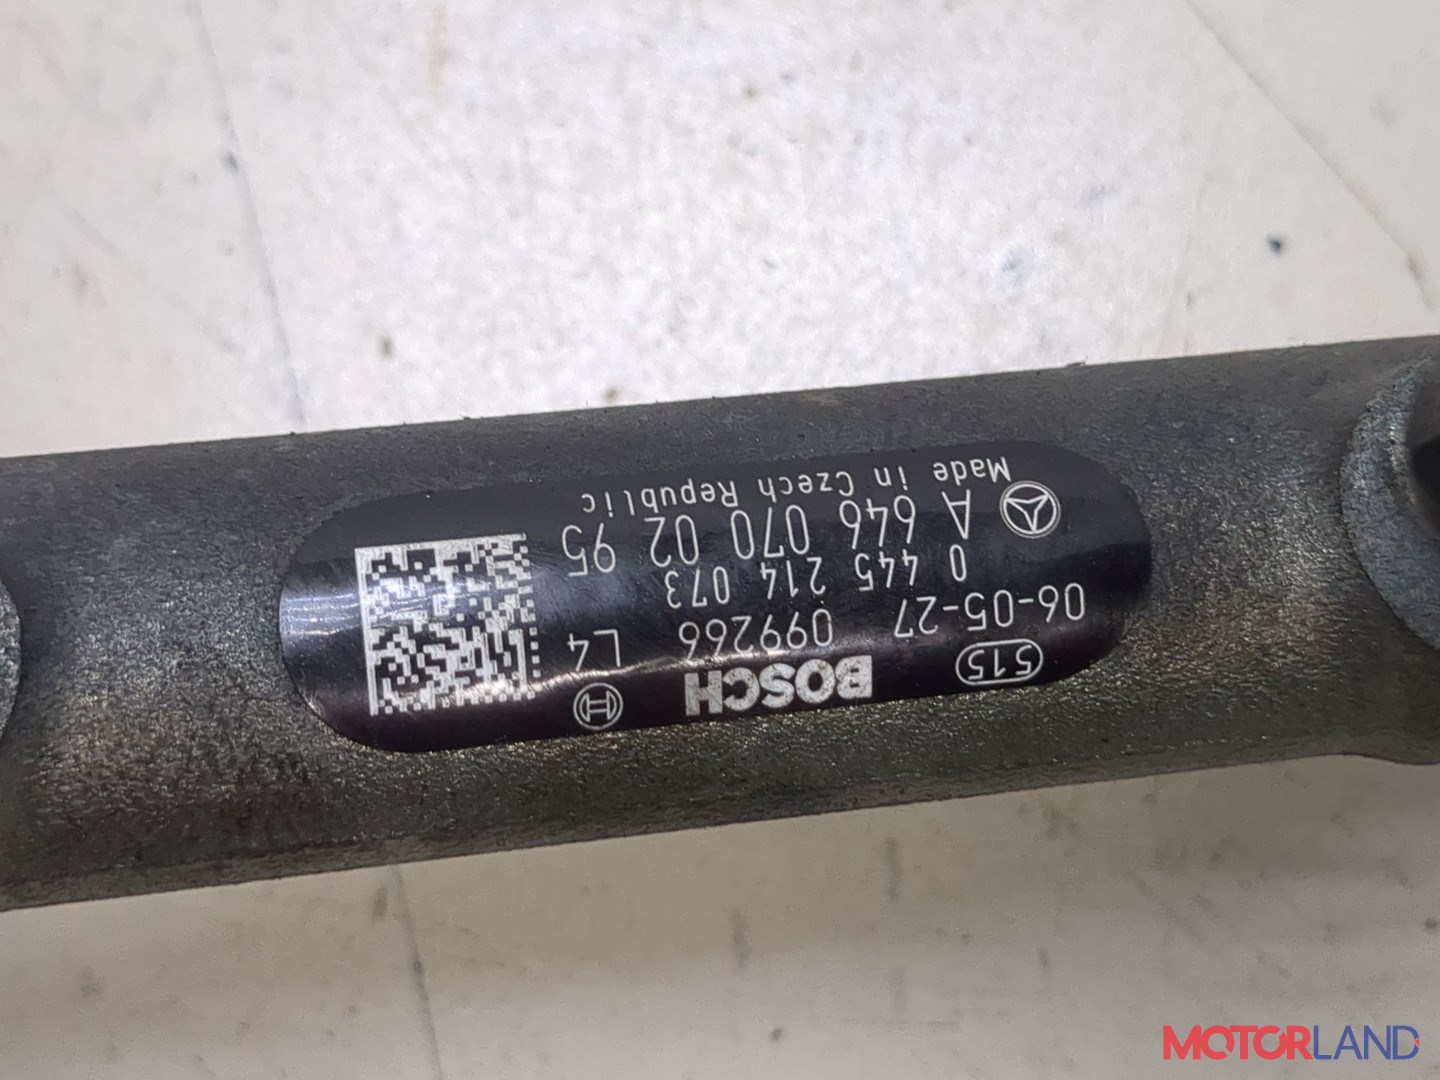 515 BOSCH
06-05-27 099266 L4
0 445 214 073
A 646 070 02 95
Made in Czech Republic
MOTORLAND